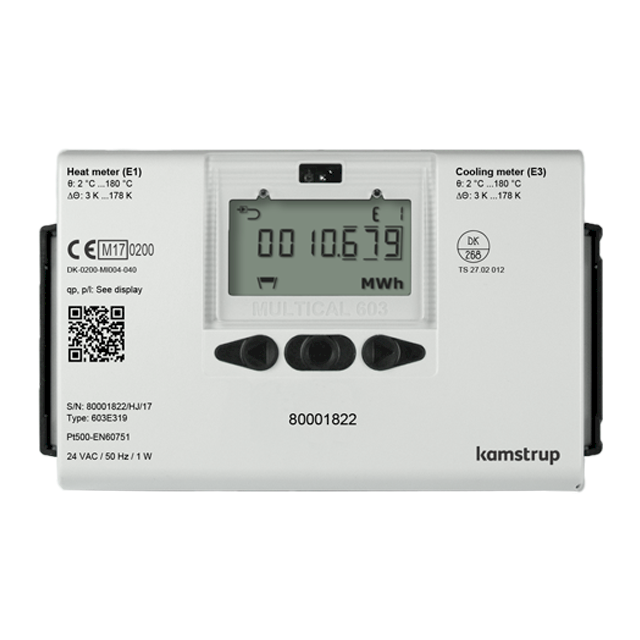 Heat meter (E1)
θ: 2 °C ...180 °C
ΔΘ: 3 K ...178 K
Cooling meter (E3)
θ: 2 °C ...180 °C
ΔΘ: 3 K ...178 K
E 1
0010.679
MWh
MULTICAL 603
CE M17 0200
DK-0200-MI004-040
qp, p/l: See display
DK
268
TS 27.02 012
S/N: 80001822/HJ/17
Type: 603E319
Pt500-EN60751
24 VAC / 50 Hz / 1 W
80001822
kamstrup